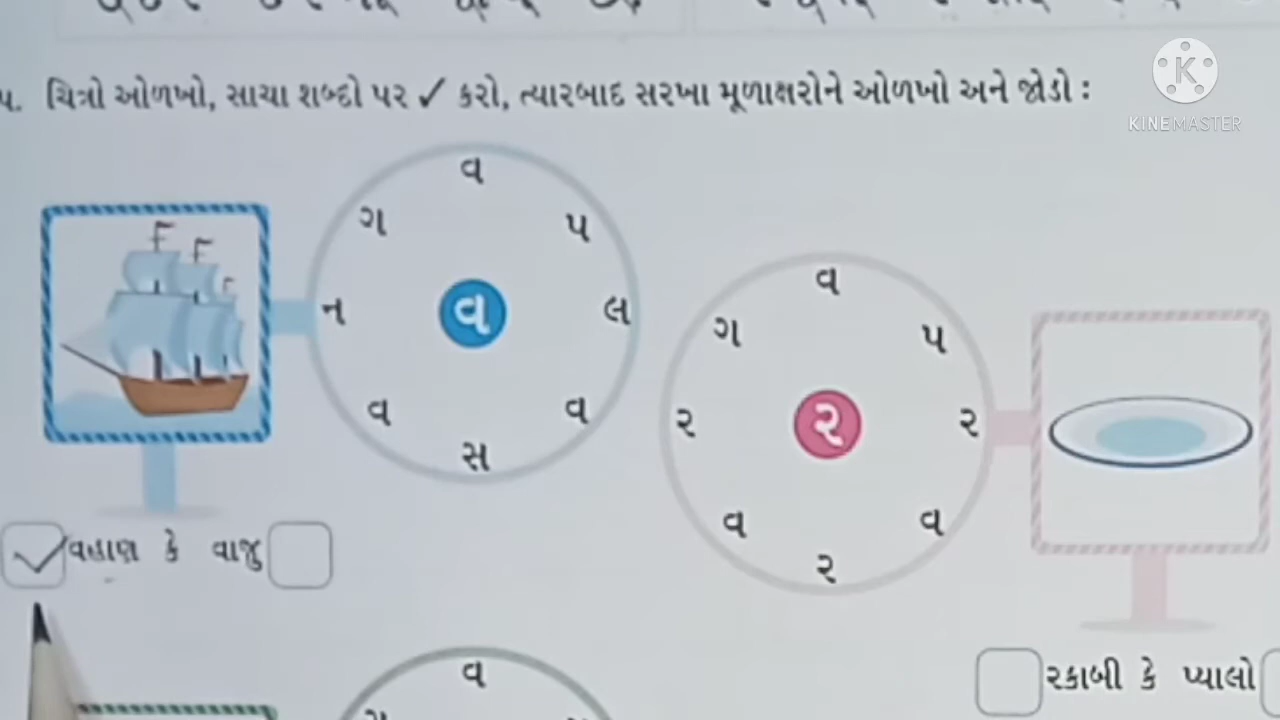 ૫. ચિત્રો ઓળખો, સાચા શબ્દો પર ✓ કરો, ત્યારબાદ સરખા મૂળાક્ષરોને ઓળખો અને જોડો :
K
KINEMASTER
વ
ગ પ
ન વ લ
વ વ
સ
વ
ગ પ
ર ર ર
વ વ
ર
વહાણ કે વાજુ
રકાબી કે પ્યાલો
વ